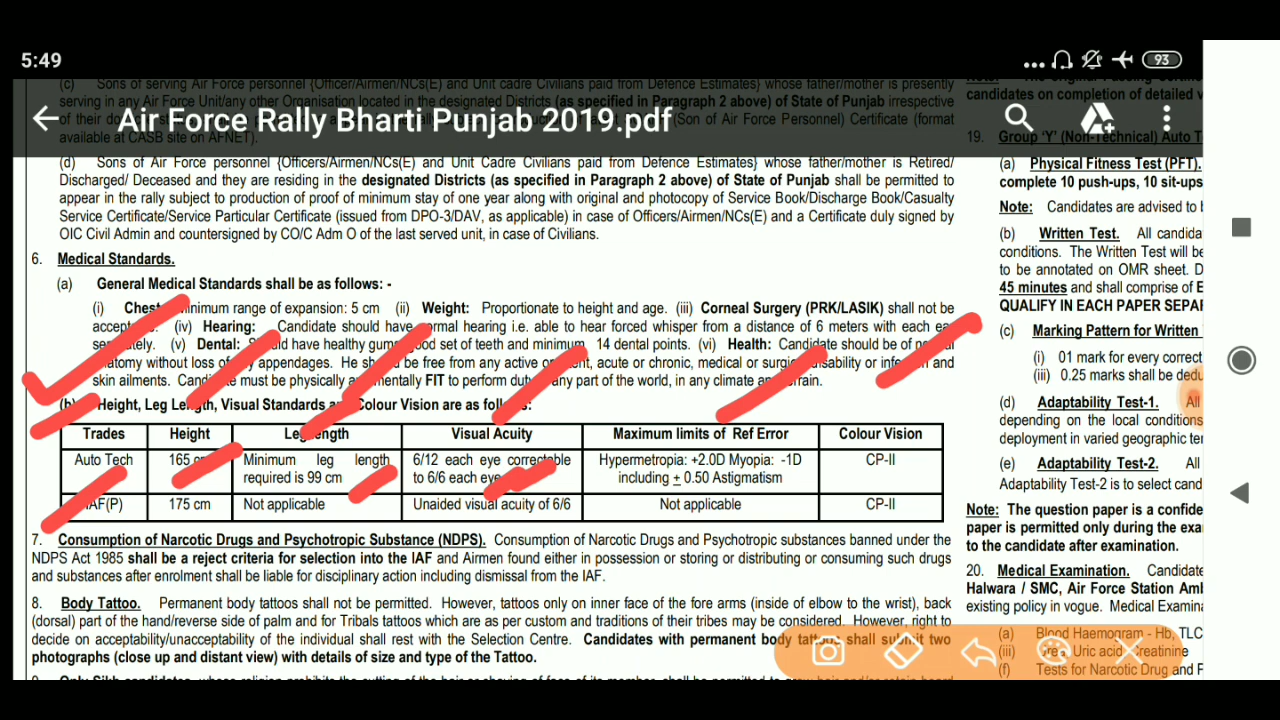 5:49
93
Air Force Rally Bharti Punjab 2019.pdf
(c) Sons of serving Air Force personnel {Officer/Airmen/NCs(E) and Unit cadre Civilians paid from Defence Estimates} whose father/mother is presently
serving in any Air Force Unit/any other Organisation located in the designated Districts (as specified in Paragraph 2 above) of State of Punjab irrespective
of their (Son of Air Force Personnel) Certificate (format
available at CASB site on AFNET).
(d) Sons of Air Force personnel {Officers/Airmen/NCs(E) and Unit Cadre Civilians paid from Defence Estimates} whose father/mother is Retired/
Discharged/ Deceased and they are residing in the designated Districts (as specified in Paragraph 2 above) of State of Punjab shall be permitted to
appear in the rally subject to production of proof of minimum stay of one year along with original and photocopy of Service Book/Discharge Book/Casualty
Service Certificate/Service Particular Certificate (issued from DPO-3/DAV, as applicable) in case of Officers/Airmen/NCs(E) and a Certificate duly signed by
OIC Civil Admin and countersigned by CO/C Adm O of the last served unit, in case of Civilians.
6. Medical Standards.
(a) General Medical Standards shall be as follows: -
(i) Chest: Minimum range of expansion: 5 cm (ii) Weight: Proportionate to height and age. (iii) Corneal Surgery (PRK/LASIK) shall not be
(iv) Hearing: Candidate should have normal hearing i.e. able to hear forced whisper from a distance of 6 meters with each
separately. (v) Dental: Should have healthy gums, good set of teeth and minimum 14 dental points. (vi) Health: Candidate should be of normal
anatomy without loss of any appendages. He should be free from any active or latent, acute or chronic, medical or surgical disability or infection and
skin ailments. Candidate must be physically and mentally FIT to perform duty in any part of the world, in any climate and terrain.
(b) Height, Leg Length, Visual Standards and Colour Vision are as follows:
Trades Height Leg length Visual Acuity Maximum limits of Ref Error Colour Vision
Auto Tech 165 cm Minimum leg length 6/12 each eye correctable Hypermetropia: +2.0D Myopia: -1D CP-II
required is 99 cm to 6/6 each eye including + 0.50 Astigmatism
IAF(P) 175 cm Not applicable Unaided visual acuity of 6/6 Not applicable CP-II
7. Consumption of Narcotic Drugs and Psychotropic Substance (NDPS). Consumption of Narcotic Drugs and Psychotropic substances banned under the
NDPS Act 1985 shall be a reject criteria for selection into the IAF and Airmen found either in possession or storing or distributing or consuming such drugs
and substances after enrolment shall be liable for disciplinary action including dismissal from the IAF.
8. Body Tattoo. Permanent body tattoos shall not be permitted. However, tattoos only on inner face of the fore arms (inside of elbow to the wrist), back
(dorsal) part of the hand/reverse side of palm and for Tribals tattoos which are as per custom and traditions of their tribes may be considered. However, right to
decide on acceptability/unacceptability of the individual shall rest with the Selection Centre. Candidates with permanent body tattoos shall submit two
photographs (close up and distant view) with details of size and type of the Tattoo.
candidates on completion of detailed
19. Group 'Y' (Non-Technical) Auto T
(a) Physical Fitness Test (PFT).
complete 10 push-ups, 10 sit-ups
Note: Candidates are advised to
(b) Written Test. All candida
conditions. The Written Test will be
to be annotated on OMR sheet. D
45 minutes and shall comprise of E
QUALIFY IN EACH PAPER SEPA
(c) Marking Pattern for Written
(i) 01 mark for every correct
(iii) 0.25 marks shall be dedu
(d) Adaptability Test-1. All
depending on the local conditions
deployment in varied geographic ter
(e) Adaptability Test-2. All
Adaptability Test-2 is to select cand
Note: The question paper is a confide
paper is permitted only during the exa
to the candidate after examination.
20. Medical Examination. Candidate
Halwara / SMC, Air Force Station Amb
existing policy in vogue. Medical Examina
(a) Blood Haemogram - Hb, TLC
(iii) Urea, Uric acid Creatinine
(f) Tests for Narcotic Drug and P